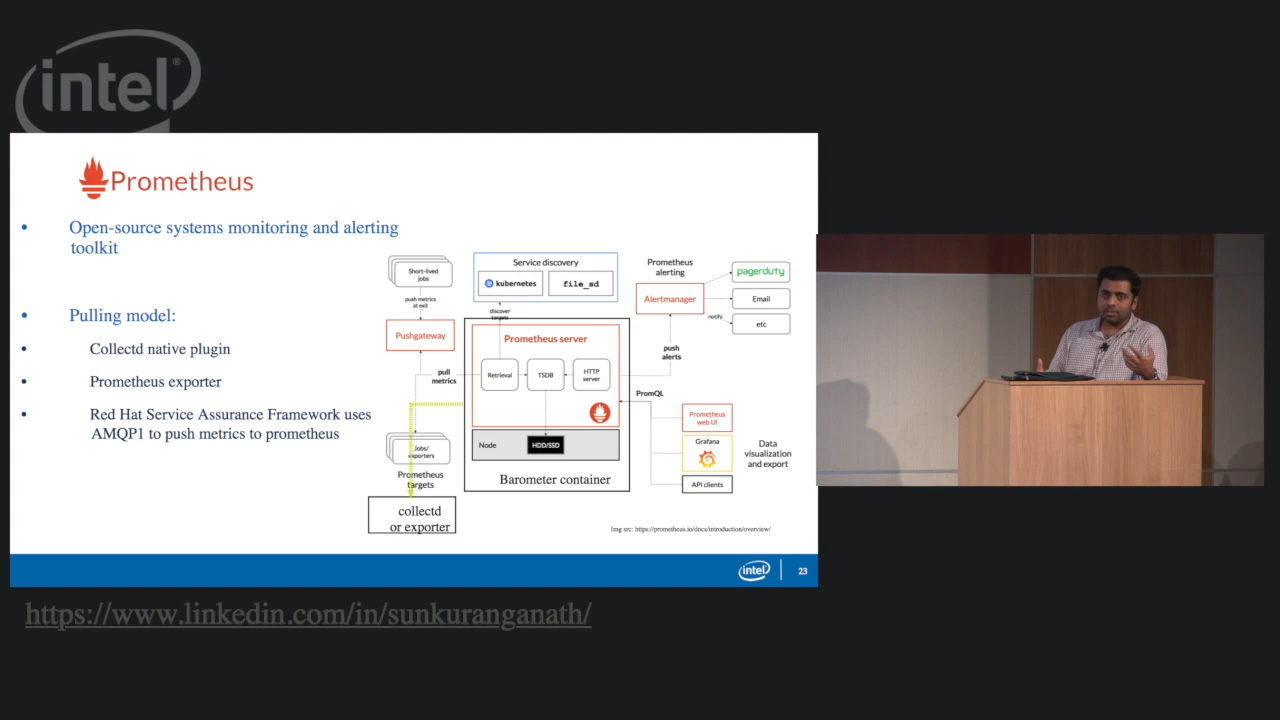 intel®
Prometheus
• Open-source systems monitoring and alerting
toolkit
• Pulling model:
• Collectd native plugin
• Prometheus exporter
• Red Hat Service Assurance Framework uses
AMQP1 to push metrics to prometheus
Short-lived
jobs
push metrics
at exit
Pushgateway
pull
metrics
Jobs/
exporters
Prometheus
targets
collectd
or exporter
Service discovery
kubernetes
file_sd
discover
targets
Prometheus server
Retrieval
TSDB
HTTP
server
Node
HDD/SSD
Barometer container
Prometheus
alerting
Alertmanager
pagerduty
Email
etc
notify
push
alerts
PromQL
Prometheus
web UI
Grafana
API clients
Data
visualization
and export
Img src: https://prometheus.io/docs/introduction/overview/
intel
23
https://www.linkedin.com/in/sunkuranganath/